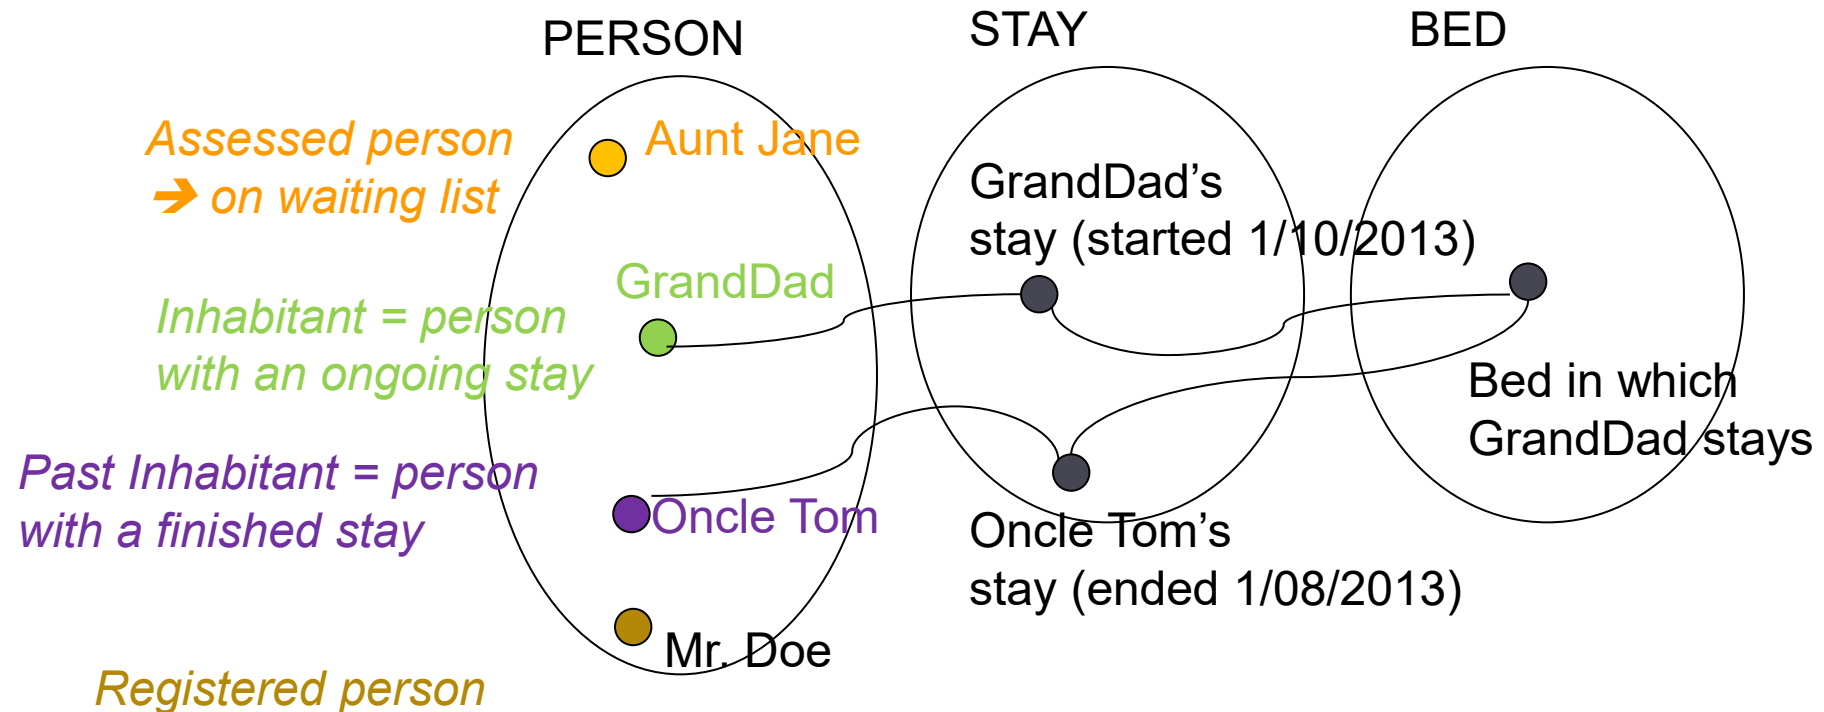 PERSON
STAY
BED
Assessed person
➔ on waiting list
Aunt Jane
GrandDad's
stay (started 1/10/2013)
GrandDad
Inhabitant = person
with an ongoing stay
Bed in which
GrandDad stays
Past Inhabitant = person
with a finished stay
Oncle Tom
Oncle Tom's
stay (ended 1/08/2013)
Mr. Doe
Registered person